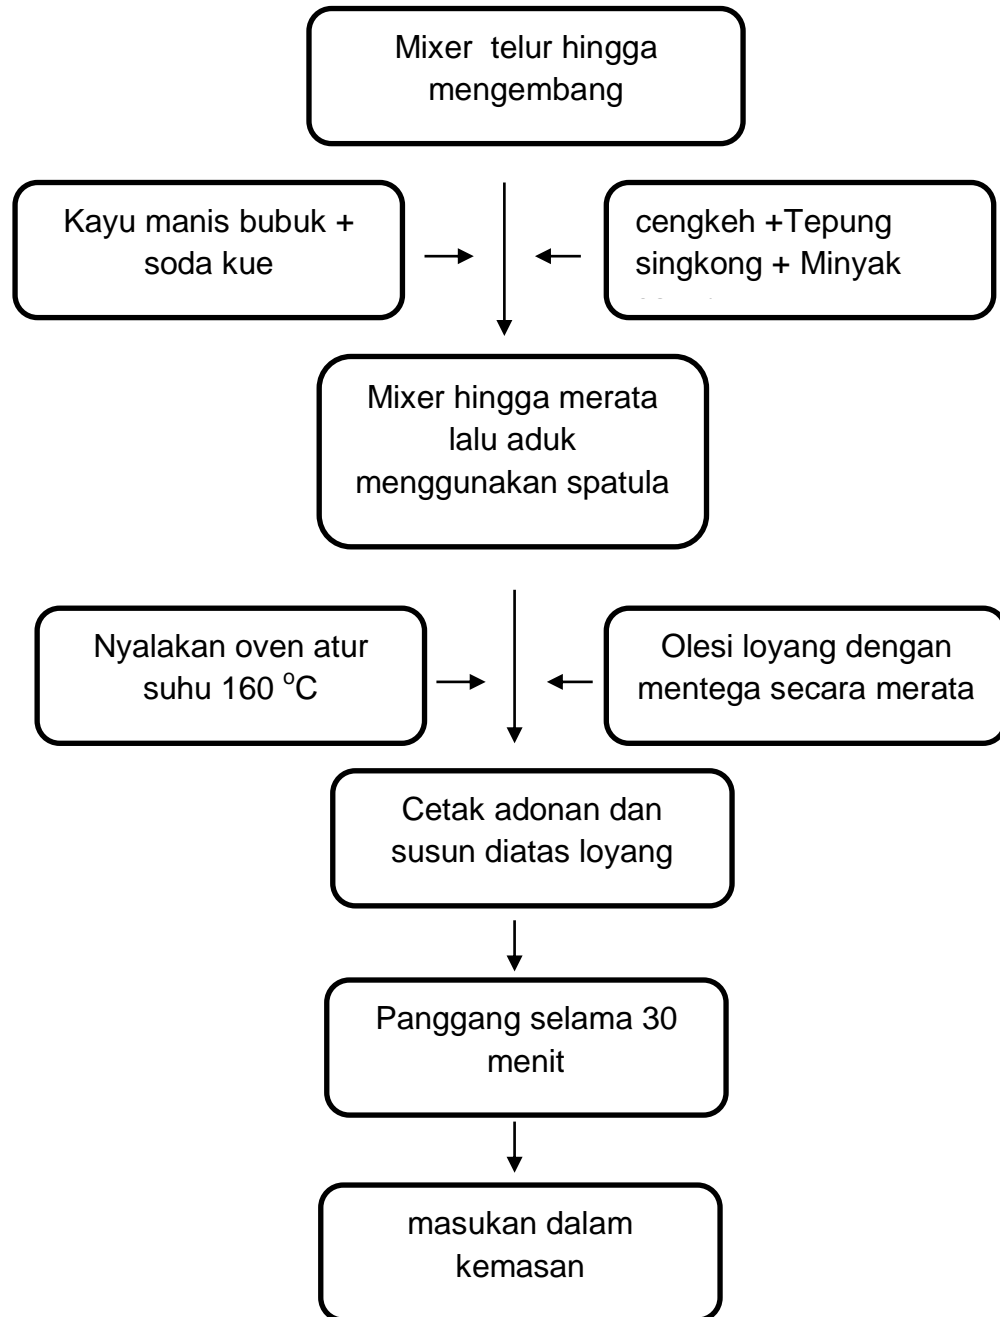 Mixer telur hingga
mengembang
Kayu manis bubuk +
soda kue
cengkeh +Tepung
singkong + Minyak
Mixer hingga merata
lalu aduk
menggunakan spatula
Nyalakan oven atur
suhu 160 °C
Olesi loyang dengan
mentega secara merata
Cetak adonan dan
susun diatas loyang
Panggang selama 30
menit
masukan dalam
kemasan